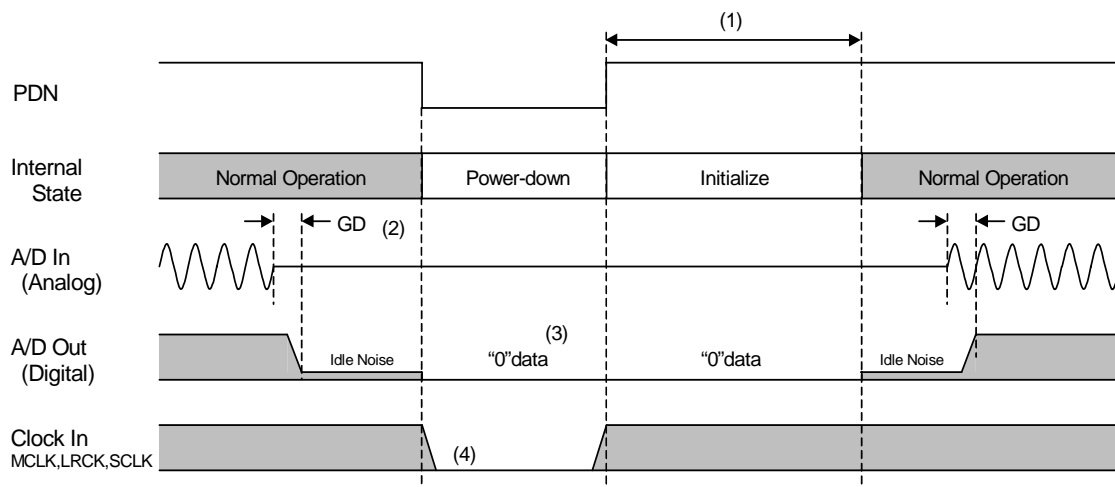 (1)
PDN
Internal
State
Normal Operation
Power-down
Initialize
Normal Operation
GD
(2)
GD
A/D In
(Analog)
A/D Out
(Digital)
Idle Noise
(3)
“0”data
“0”data
Idle Noise
Clock In
MCLK,LRCK,SCLK
(4)